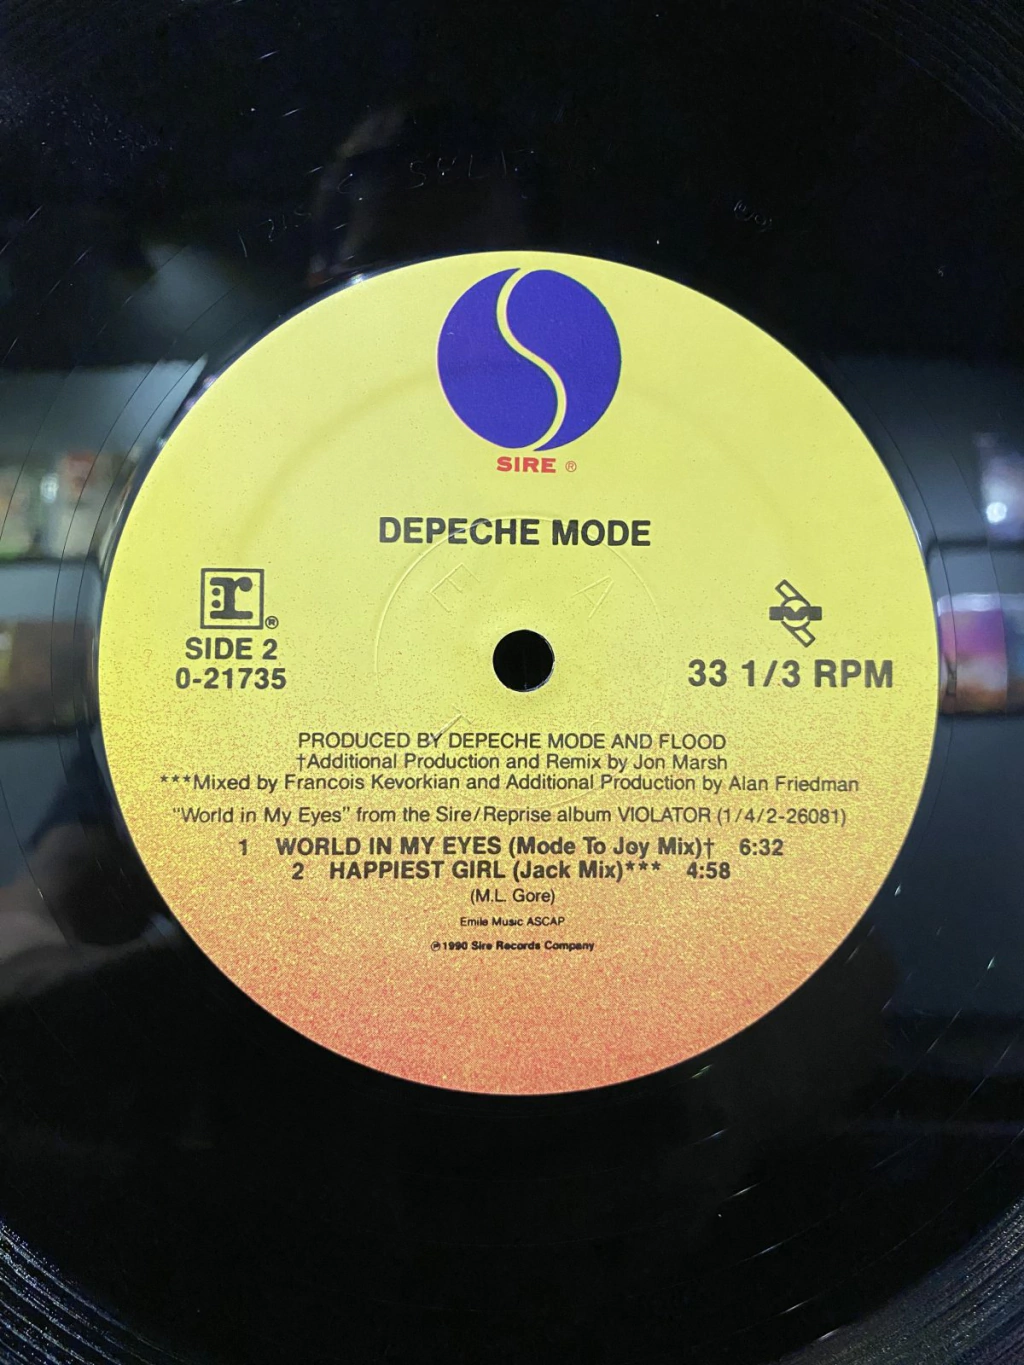 SIRE ®
DEPECHE MODE
r®
SIDE 2
0-21735
33 1/3 RPM
PRODUCED BY DEPECHE MODE AND FLOOD
†Additional Production and Remix by Jon Marsh
***Mixed by Francois Kevorkian and Additional Production by Alan Friedman
"World in My Eyes" from the Sire/Reprise album VIOLATOR (1/4/2-26081)
1 WORLD IN MY EYES (Mode To Joy Mix)† 6:32
2 HAPPIEST GIRL (Jack Mix)*** 4:58
(M.L. Gore)
Emile Music ASCAP
℗1990 Sire Records Company